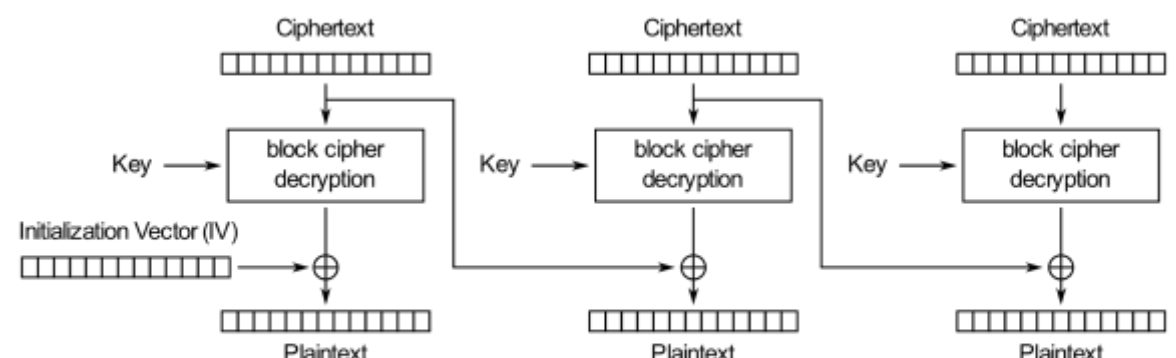 Ciphertext Ciphertext Ciphertext
Key block cipher decryption Key block cipher decryption Key block cipher decryption
Initialization Vector (IV)
Plaintext Plaintext Plaintext